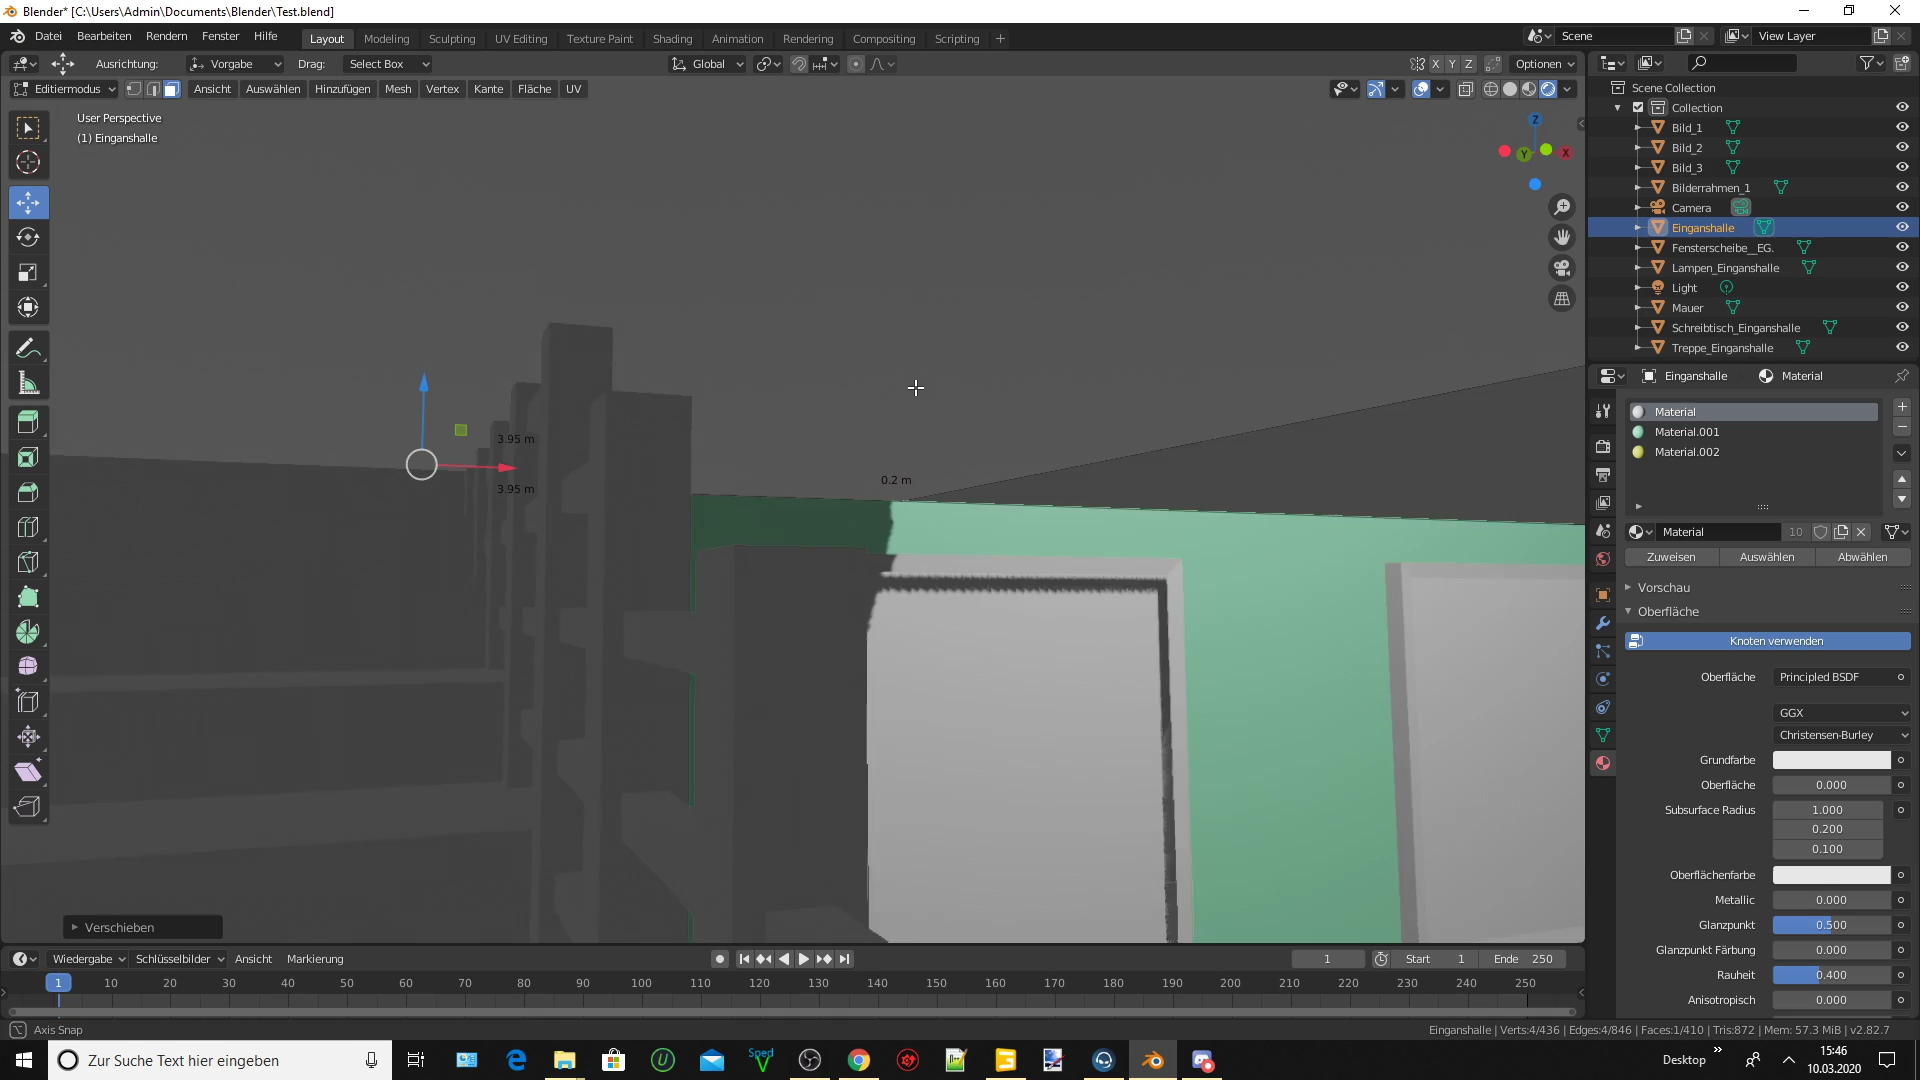 Blender* [C:\Users\Admin\Documents\Blender\Test.blend]
Datei Bearbeiten Rendern Fenster Hilfe Layout Modeling Sculpting UV Editing Texture Paint Shading Animation Rendering Compositing Scripting + Scene View Layer
Ausrichtung: Vorgabe Drag: Select Box Global X Y Z Optionen
Editiermodus Ansicht Auswählen Hinzufügen Mesh Vertex Kante Fläche UV
User Perspective
(1) Einganshalle
Z
Y
X
3.95 m
3.95 m
0.2 m
Verschieben
Scene Collection
Collection
Bild_1
Bild_2
Bild_3
Bilderrahmen_1
Camera
Einganshalle
Fensterscheibe__EG.
Lampen_Einganshalle
Light
Mauer
Schreibtisch_Einganshalle
Treppe_Einganshalle
Einganshalle Material
Material
Material.001
Material.002
Material 10
Zuweisen Auswählen Abwählen
Vorschau
Oberfläche
Knoten verwenden
Oberfläche Principled BSDF
GGX
Christensen-Burley
Grundfarbe
Oberfläche 0.000
Subsurface Radius 1.000
0.200
0.100
Oberflächenfarbe
Metallic 0.000
Glanzpunkt 0.500
Glanzpunkt Färbung 0.000
Rauheit 0.400
Anisotropisch 0.000
Wiedergabe Schlüsselbilder Ansicht Markierung 1 Start 1 Ende 250
1 10 20 30 40 50 60 70 80 90 100 110 120 130 140 150 160 170 180 190 200 210 220 230 240 250
Axis Snap
Einganshalle | Verts:4/436 | Edges:4/846 | Faces:1/410 | Tris:872 | Mem: 57.3 MiB | v2.82.7
Zur Suche Text hier eingeben
Sped
V
Desktop
15:46
10.03.2020